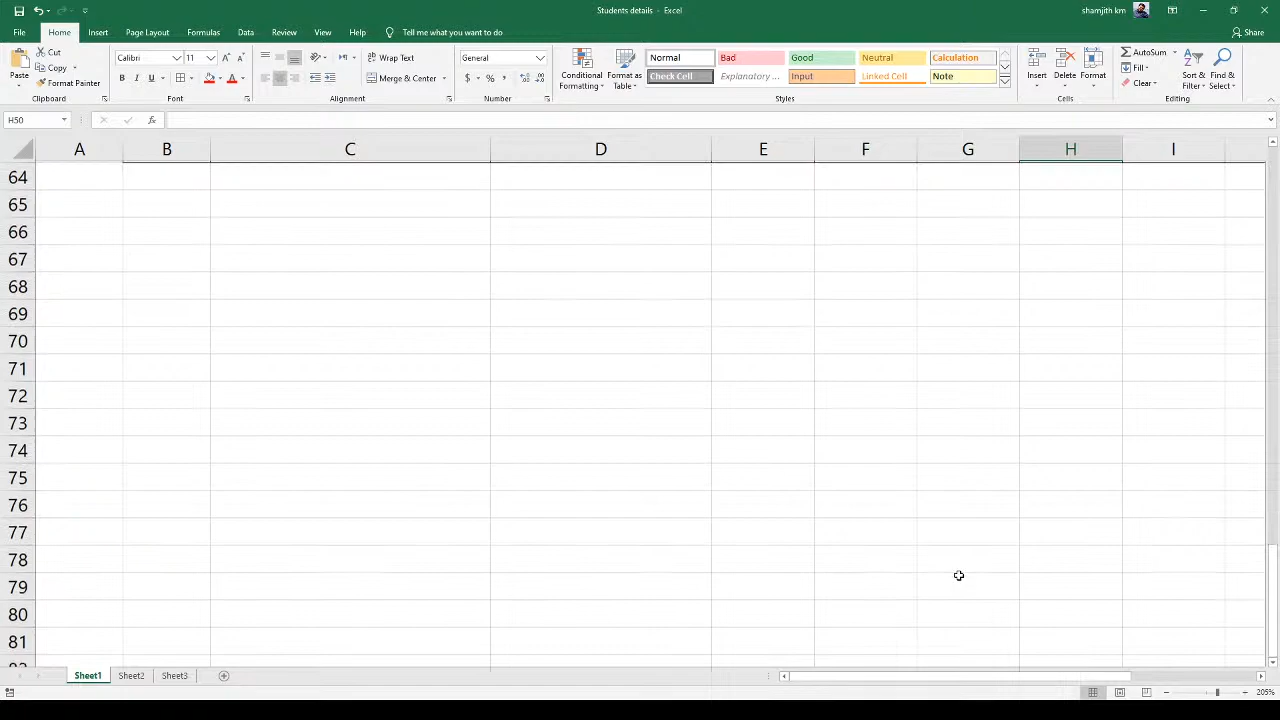 Students details - Excel
shamjith km
File Home Insert Page Layout Formulas Data Review View Help Tell me what you want to do
Share
Paste
Cut
Copy
Format Painter
Clipboard
Calibri 11
B I U
Font
Wrap Text
Merge & Center
Alignment
General
$ % ,
Number
Conditional Formatting
Format as Table
Normal Bad Good Neutral Calculation
Check Cell Explanatory ... Input Linked Cell Note
Styles
Insert Delete Format
Cells
AutoSum
Fill
Clear
Sort & Filter
Find & Select
Editing
H50
fx
A B C D E F G H I
64
65
66
67
68
69
70
71
72
73
74
75
76
77
78
79
80
81
Sheet1 Sheet2 Sheet3
205%